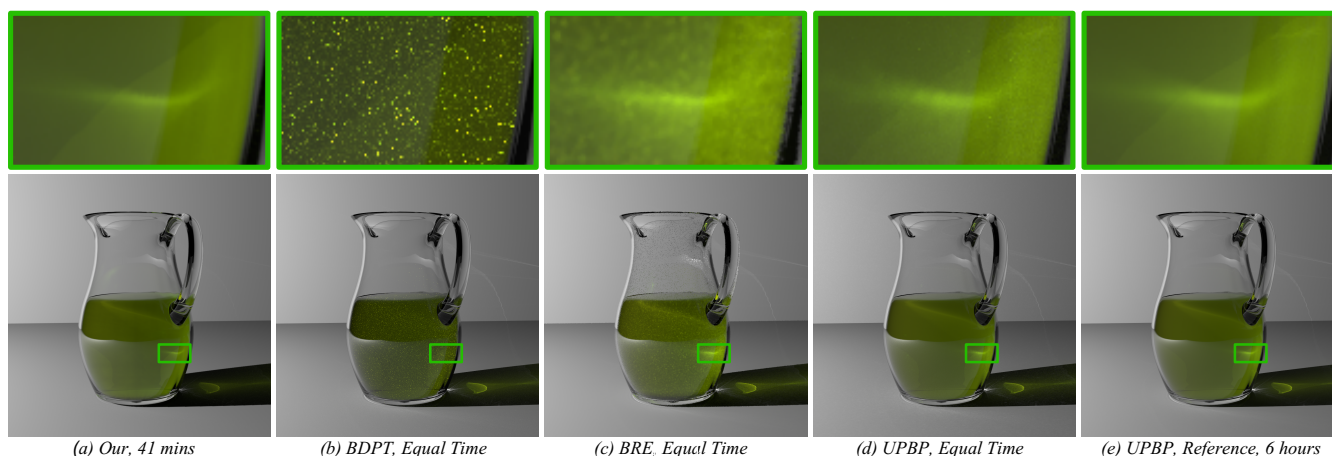 (a) Our, 41 mins
(b) BDPT, Equal Time
(c) BRE, Equal Time
(d) UPBP, Equal Time
(e) UPBP, Reference, 6 hours